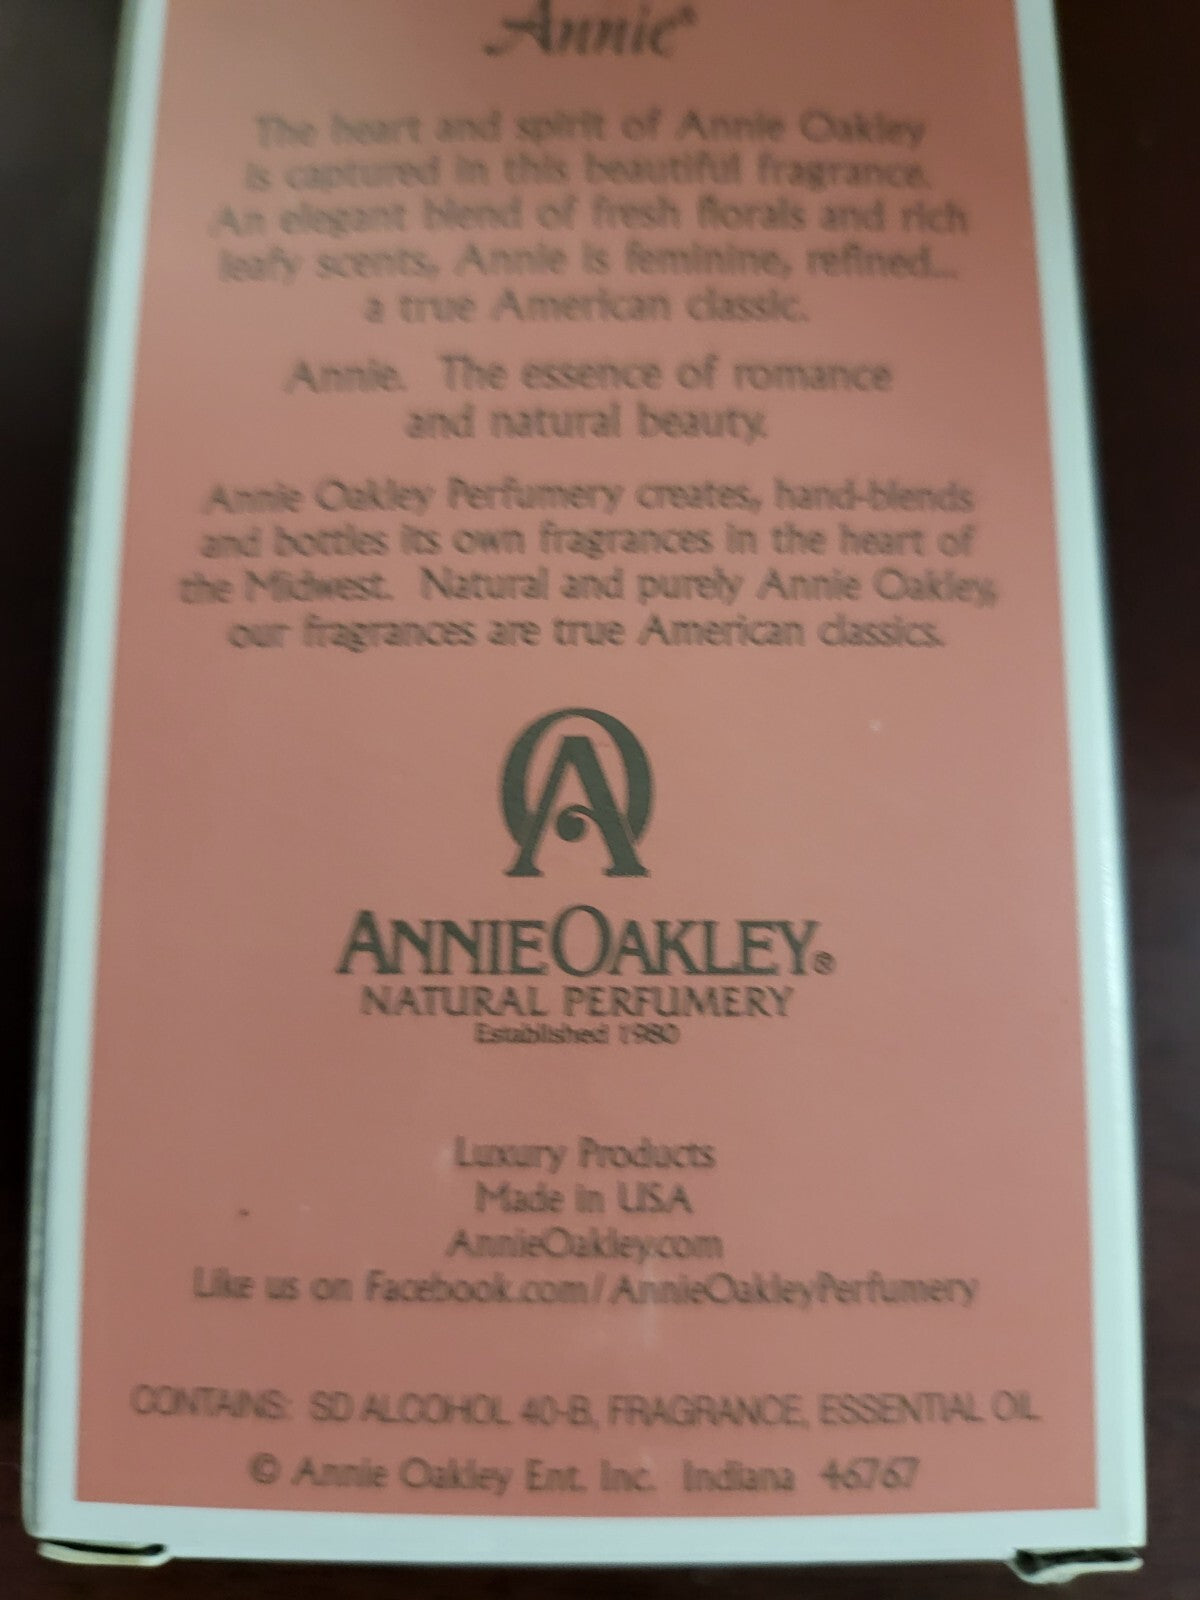 Annie®
The heart and spirit of Annie Oakley
is captured in this beautiful fragrance.
An elegant blend of fresh florals and rich
leafy scents, Annie is feminine, refined...
a true American classic.
Annie. The essence of romance
and natural beauty.
Annie Oakley Perfumery creates, hand-blends
and bottles its own fragrances in the heart of
the Midwest. Natural and purely Annie Oakley,
our fragrances are true American classics.
OA
ANNIE OAKLEY®
NATURAL PERFUMERY
Established 1980
Luxury Products
Made in USA
AnnieOakley.com
Like us on Facebook.com/AnnieOakleyPerfumery
CONTAINS: SD ALCOHOL 40-B, FRAGRANCE, ESSENTIAL OIL
© Annie Oakley Ent. Inc. Indiana 46767